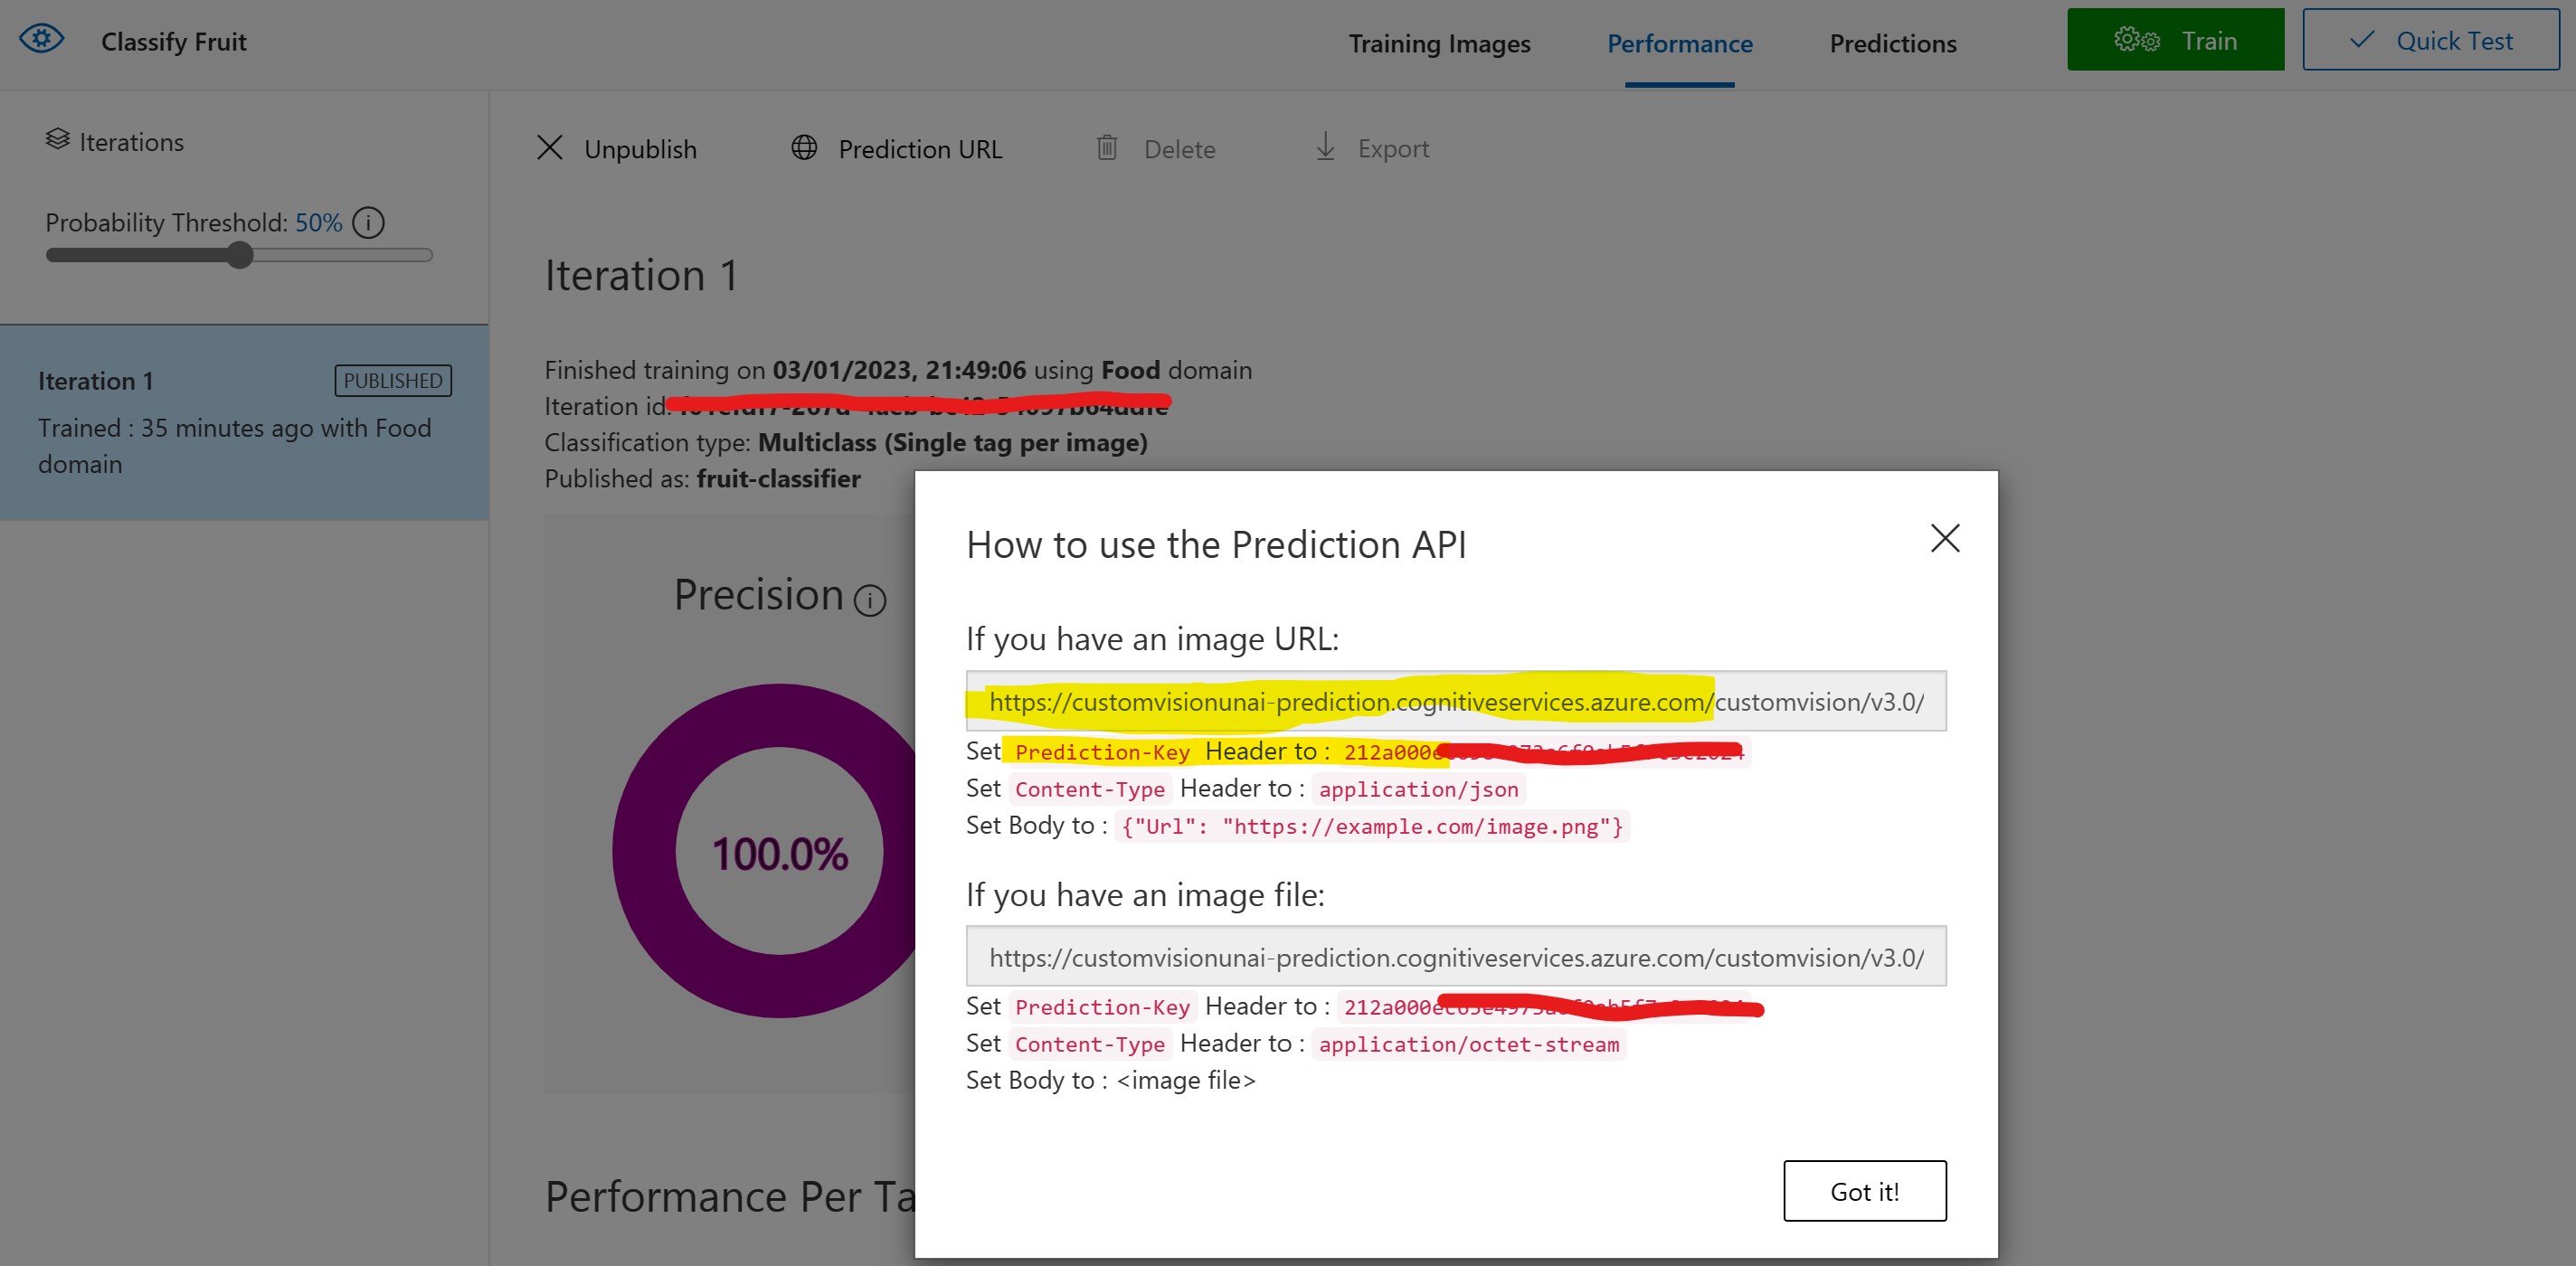 Classify Fruit
Training Images
Performance
Predictions
Train
Quick Test
Iterations
Unpublish
Prediction URL
Delete
Export
Probability Threshold: 50%
Iteration 1
PUBLISHED
Trained : 35 minutes ago with Food
domain
Iteration 1
Finished training on 03/01/2023, 21:49:06 using Food domain
Iteration id:
Classification type: Multiclass (Single tag per image)
Published as: fruit-classifier
Precision
100.0%
Performance Per Ta
How to use the Prediction API
If you have an image URL:
https://customvisionunai-prediction.cognitiveservices.azure.com/customvision/v3.0/
Set Prediction-Key Header to : 212a000e
Set Content-Type Header to : application/json
Set Body to : {"Url": "https://example.com/image.png"}
If you have an image file:
https://customvisionunai-prediction.cognitiveservices.azure.com/customvision/v3.0/
Set Prediction-Key Header to : 212a000e
Set Content-Type Header to : application/octet-stream
Set Body to : <image file>
Got it!